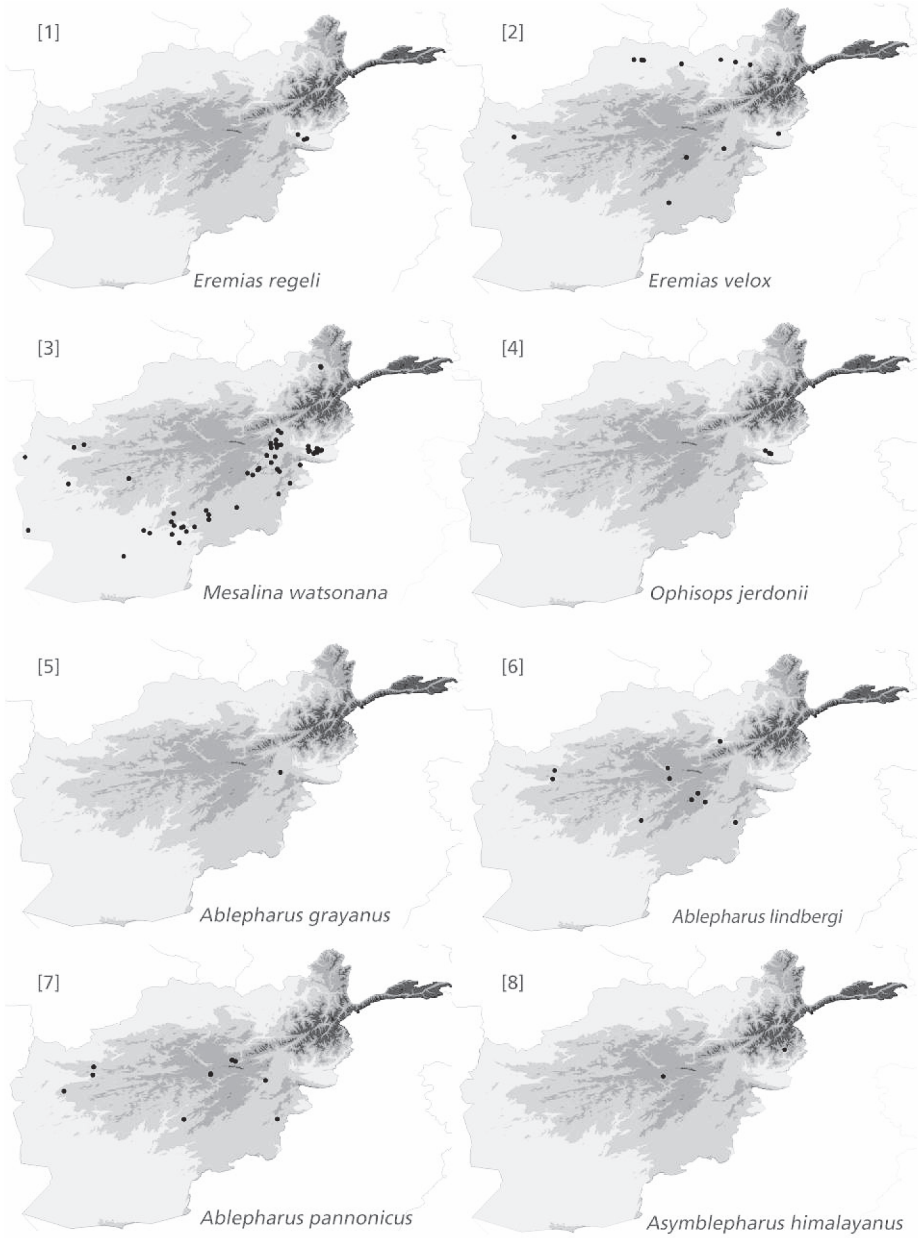 [1]
Eremias regeli
[2]
Eremias velox
[3]
Mesalina watsonana
[4]
Ophisops jerdonii
[5]
Ablepharus grayanus
[6]
Ablepharus lindbergi
[7]
Ablepharus pannonicus
[8]
Asymblepharus himalayanus